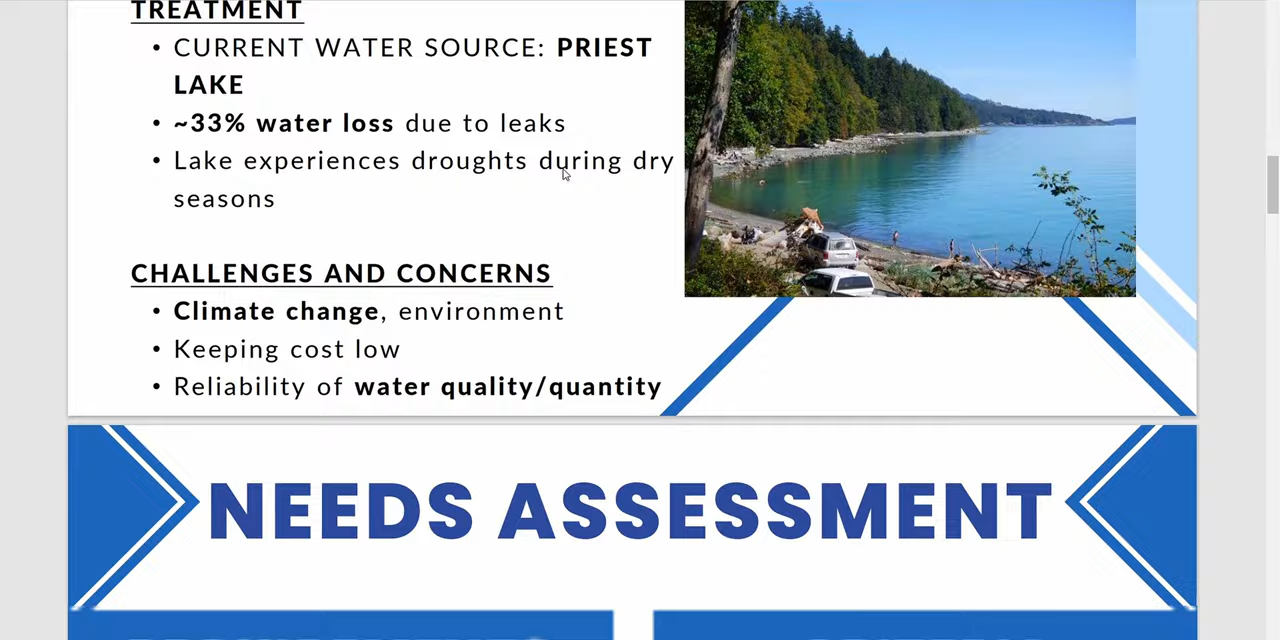 TREATMENT
• CURRENT WATER SOURCE: PRIEST
LAKE
• ~33% water loss due to leaks
• Lake experiences droughts during dry
seasons
CHALLENGES AND CONCERNS
• Climate change, environment
• Keeping cost low
• Reliability of water quality/quantity
NEEDS ASSESSMENT